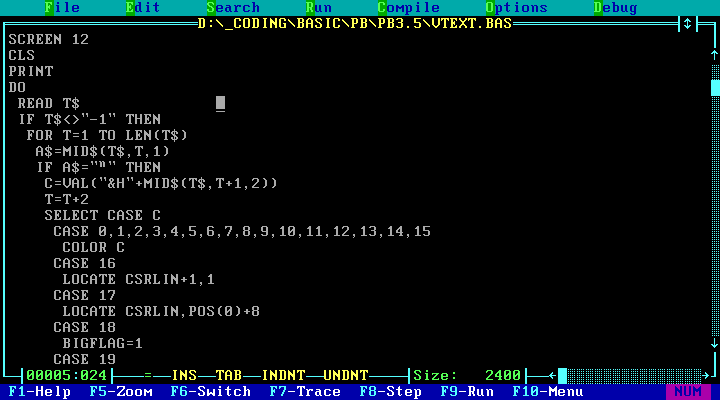 File Edit Search Run Compile Options Debug
D:\_CODING\BASIC\PB\PB3.5\VTEXT.BAS
SCREEN 12
CLS
PRINT
DO
READ T$
IF T$<>"-1" THEN
FOR T=1 TO LEN(T$)
A$=MID$(T$,T,1)
IF A$="ⁿ" THEN
C=VAL("&H"+MID$(T$,T+1,2))
T=T+2
SELECT CASE C
CASE 0,1,2,3,4,5,6,7,8,9,10,11,12,13,14,15
COLOR C
CASE 16
LOCATE CSRLIN+1,1
CASE 17
LOCATE CSRLIN,POS(0)+8
CASE 18
BIGFLAG=1
CASE 19
00005:024 = INS TAB INDNT UNDNT Size: 2400
F1-Help F5-Zoom F6-Switch F7-Trace F8-Step F9-Run F10-Menu NUM